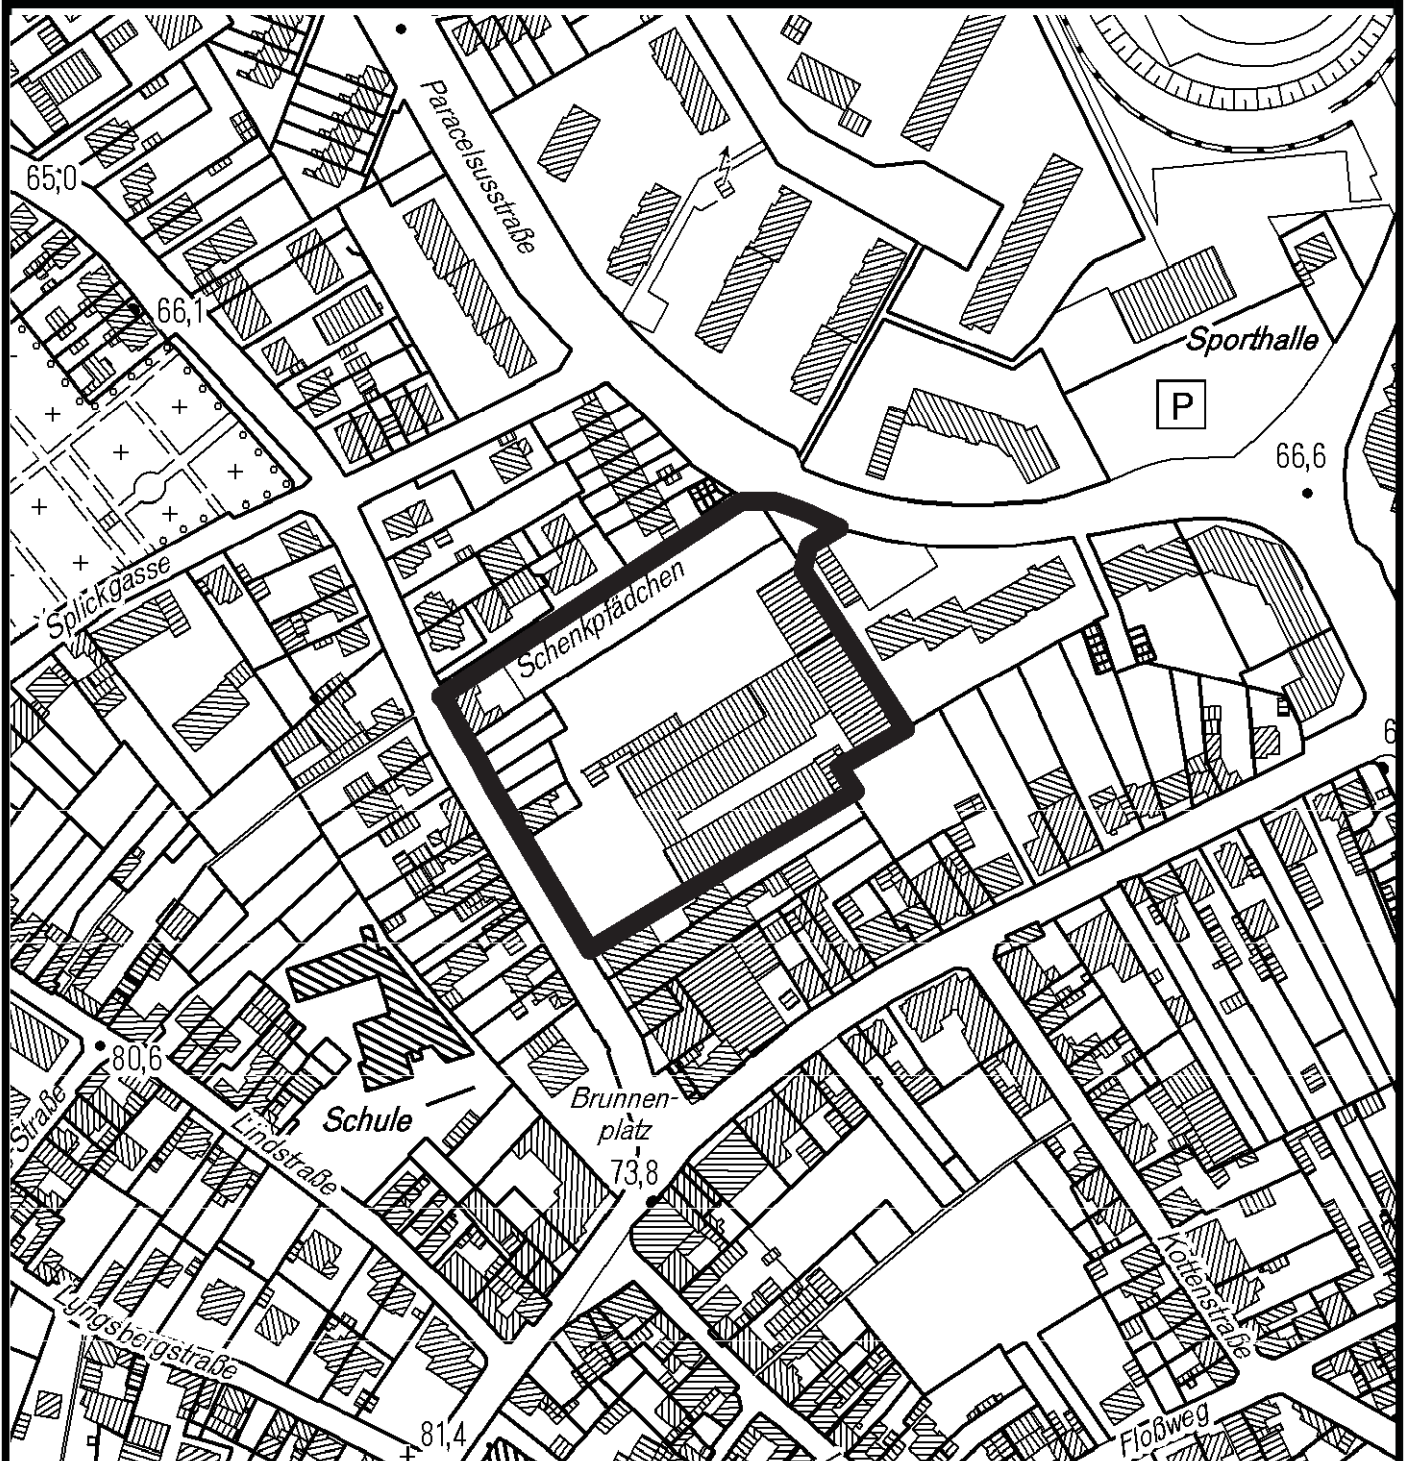 Paracelsusstraße
65,0
66,1
Sporthalle
P
66,6
Splickgasse
Schenkpfädchen
6
80,6
Straße
Schule
Lindstraße
Brunnen-
platz
73,8
Lyngsbergstraße
Kottenstraße
81,4
Floßweg